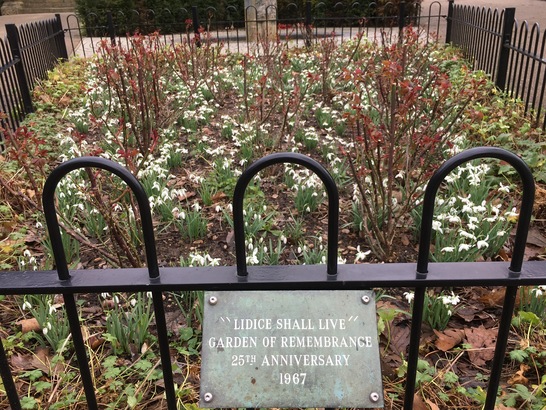 "LIDICE SHALL LIVE"
GARDEN OF REMEMBRANCE
25TH ANNIVERSARY
1967